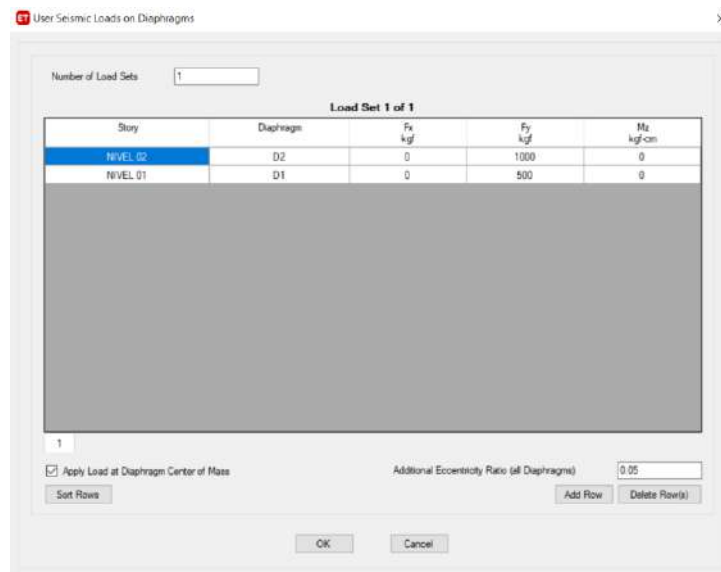 ET User Seismic Loads on Diaphragms
Number of Load Sets 1
Load Set 1 of 1
Story Diaphragm Fx kgf Fy kgf Mz kgf-cm
NIVEL 02 D2 0 1000 0
NIVEL 01 D1 0 500 0
1
Apply Load at Diaphragm Center of Mass Additional Eccentricity Ratio (all Diaphragms) 0.05
Sort Rows Add Row Delete Row(s)
OK Cancel